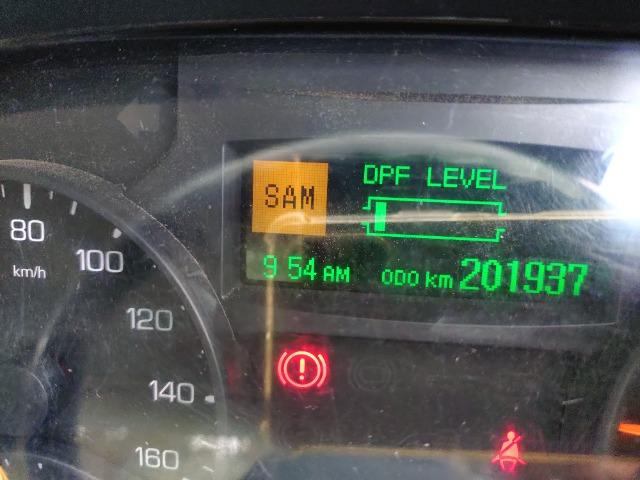 DPF LEVEL
SAM
9 54 AM ODO km 201937
80
km/h
100
120
140
160